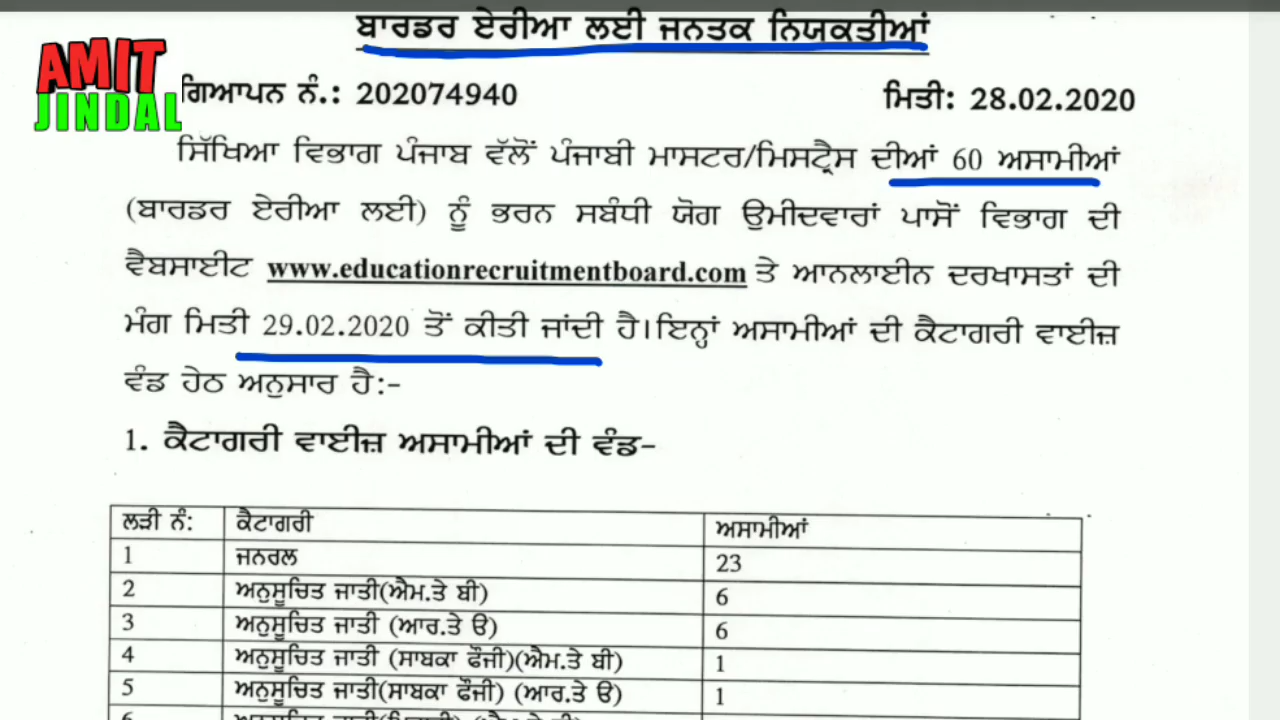 ਬਾਰਡਰ ਏਰੀਆ ਲਈ ਜਨਤਕ ਨਿਯੁਕਤੀਆਂ
AMIT
JINDAL
ਗਿਆਪਨ ਨੰ.: 202074940 ਮਿਤੀ: 28.02.2020
ਸਿੱਖਿਆ ਵਿਭਾਗ ਪੰਜਾਬ ਵੱਲੋਂ ਪੰਜਾਬੀ ਮਾਸਟਰ/ਮਿਸਟ੍ਰੈਸ ਦੀਆਂ 60 ਅਸਾਮੀਆਂ
(ਬਾਰਡਰ ਏਰੀਆ ਲਈ) ਨੂੰ ਭਰਨ ਸਬੰਧੀ ਯੋਗ ਉਮੀਦਵਾਰਾਂ ਪਾਸੋਂ ਵਿਭਾਗ ਦੀ
ਵੈਬਸਾਈਟ www.educationrecruitmentboard.com ਤੇ ਆਨਲਾਈਨ ਦਰਖਾਸਤਾਂ ਦੀ
ਮੰਗ ਮਿਤੀ 29.02.2020 ਤੋਂ ਕੀਤੀ ਜਾਂਦੀ ਹੈ।ਇਨ੍ਹਾਂ ਅਸਾਮੀਆਂ ਦੀ ਕੈਟਾਗਰੀ ਵਾਈਜ਼
ਵੰਡ ਹੇਠ ਅਨੁਸਾਰ ਹੈ:-
1. ਕੈਟਾਗਰੀ ਵਾਈਜ਼ ਅਸਾਮੀਆਂ ਦੀ ਵੰਡ-
ਲੜੀ ਨੰ: ਕੈਟਾਗਰੀ ਅਸਾਮੀਆਂ
1 ਜਨਰਲ 23
2 ਅਨੁਸੂਚਿਤ ਜਾਤੀ(ਐਮ.ਤੇ ਬੀ) 6
3 ਅਨੁਸੂਚਿਤ ਜਾਤੀ (ਆਰ.ਤੇ ੳ) 6
4 ਅਨੁਸੂਚਿਤ ਜਾਤੀ (ਸਾਬਕਾ ਫੌਜੀ)(ਐਮ.ਤੇ ਬੀ) 1
5 ਅਨੁਸੂਚਿਤ ਜਾਤੀ(ਸਾਬਕਾ ਫੌਜੀ) (ਆਰ.ਤੇ ੳ) 1